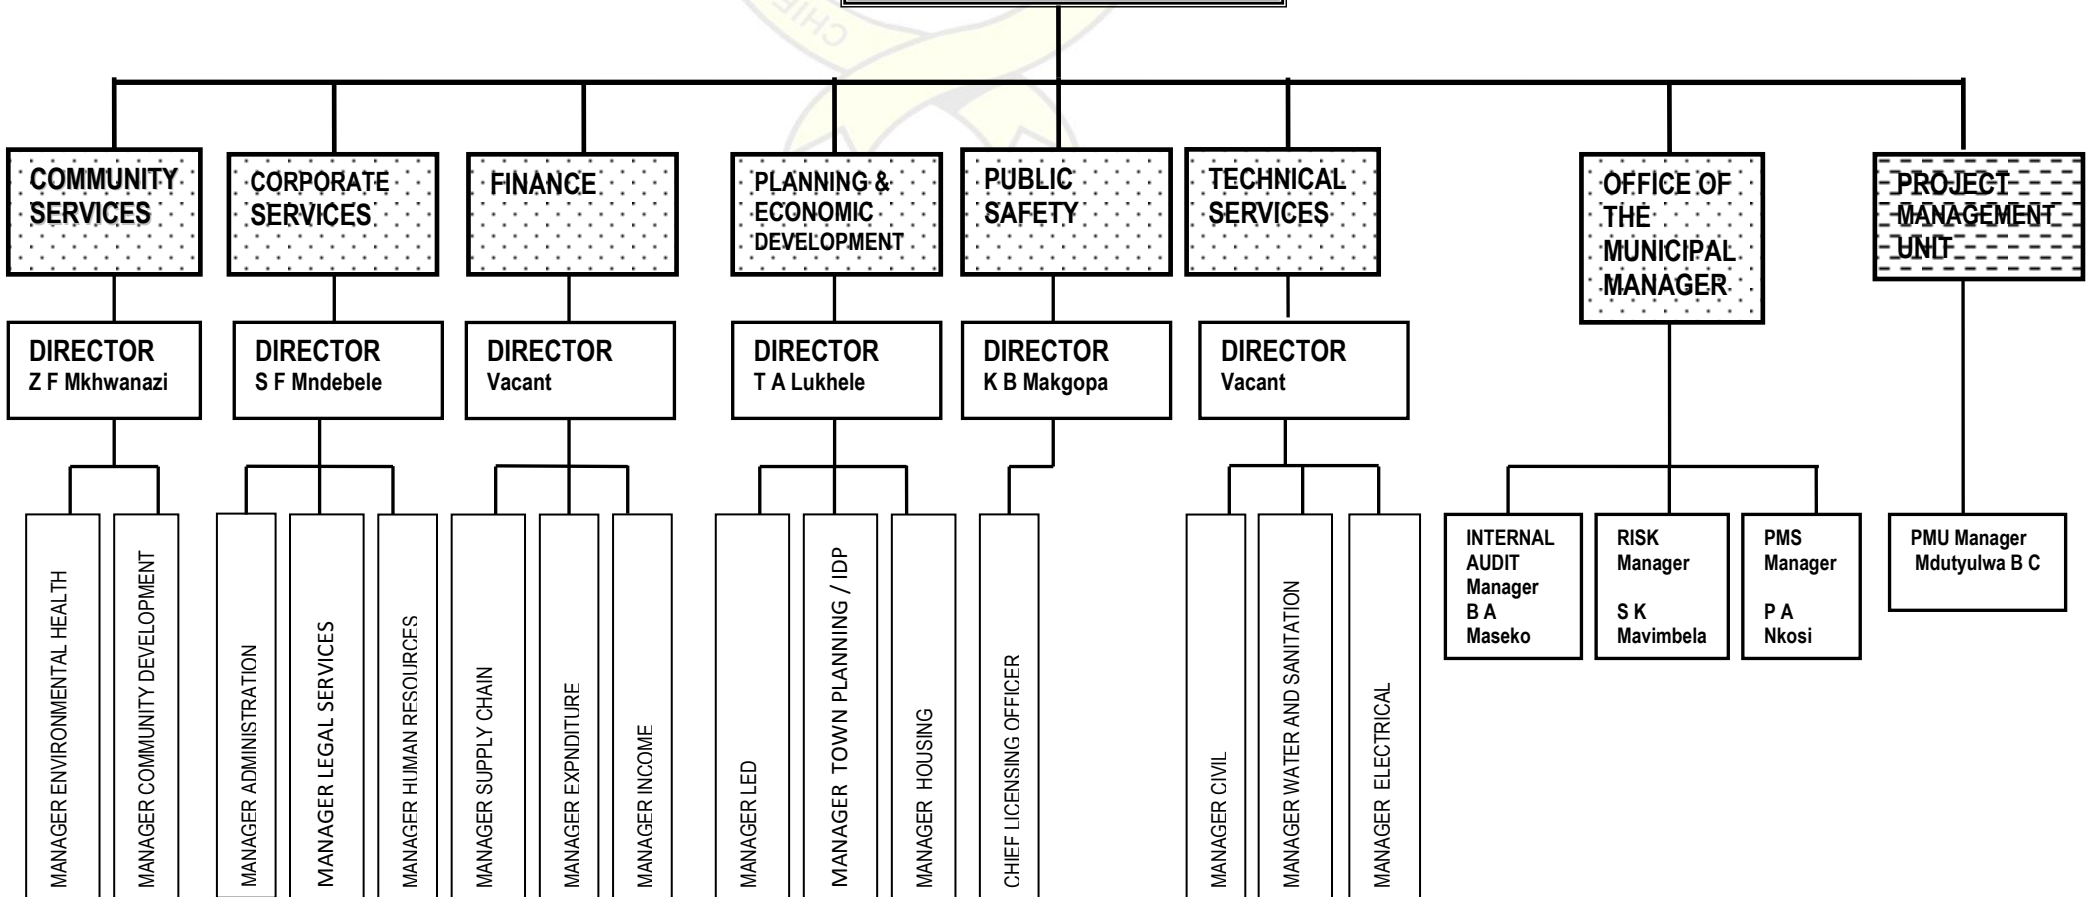 CHIEF
COMMUNITY
SERVICES
CORPORATE
SERVICES
FINANCE
PLANNING &
ECONOMIC
DEVELOPMENT
PUBLIC
SAFETY
TECHNICAL
SERVICES
OFFICE OF
THE
MUNICIPAL
MANAGER
PROJECT
MANAGEMENT
UNIT
DIRECTOR
Z F Mkhwanazi
DIRECTOR
S F Mndebele
DIRECTOR
Vacant
DIRECTOR
T A Lukhele
DIRECTOR
K B Makgopa
DIRECTOR
Vacant
MANAGER ENVIRONMENTAL HEALTH
MANAGER COMMUNITY DEVELOPMENT
MANAGER ADMINISTRATION
MANAGER LEGAL SERVICES
MANAGER HUMAN RESOURCES
MANAGER SUPPLY CHAIN
MANAGER EXPNDITURE
MANAGER INCOME
MANAGER LED
MANAGER TOWN PLANNING / IDP
MANAGER HOUSING
CHIEF LICENSING OFFICER
MANAGER CIVIL
MANAGER WATER AND SANITATION
MANAGER ELECTRICAL
INTERNAL
AUDIT
Manager
B A
Maseko
RISK
Manager
S K
Mavimbela
PMS
Manager
P A
Nkosi
PMU Manager
Mdutyulwa B C